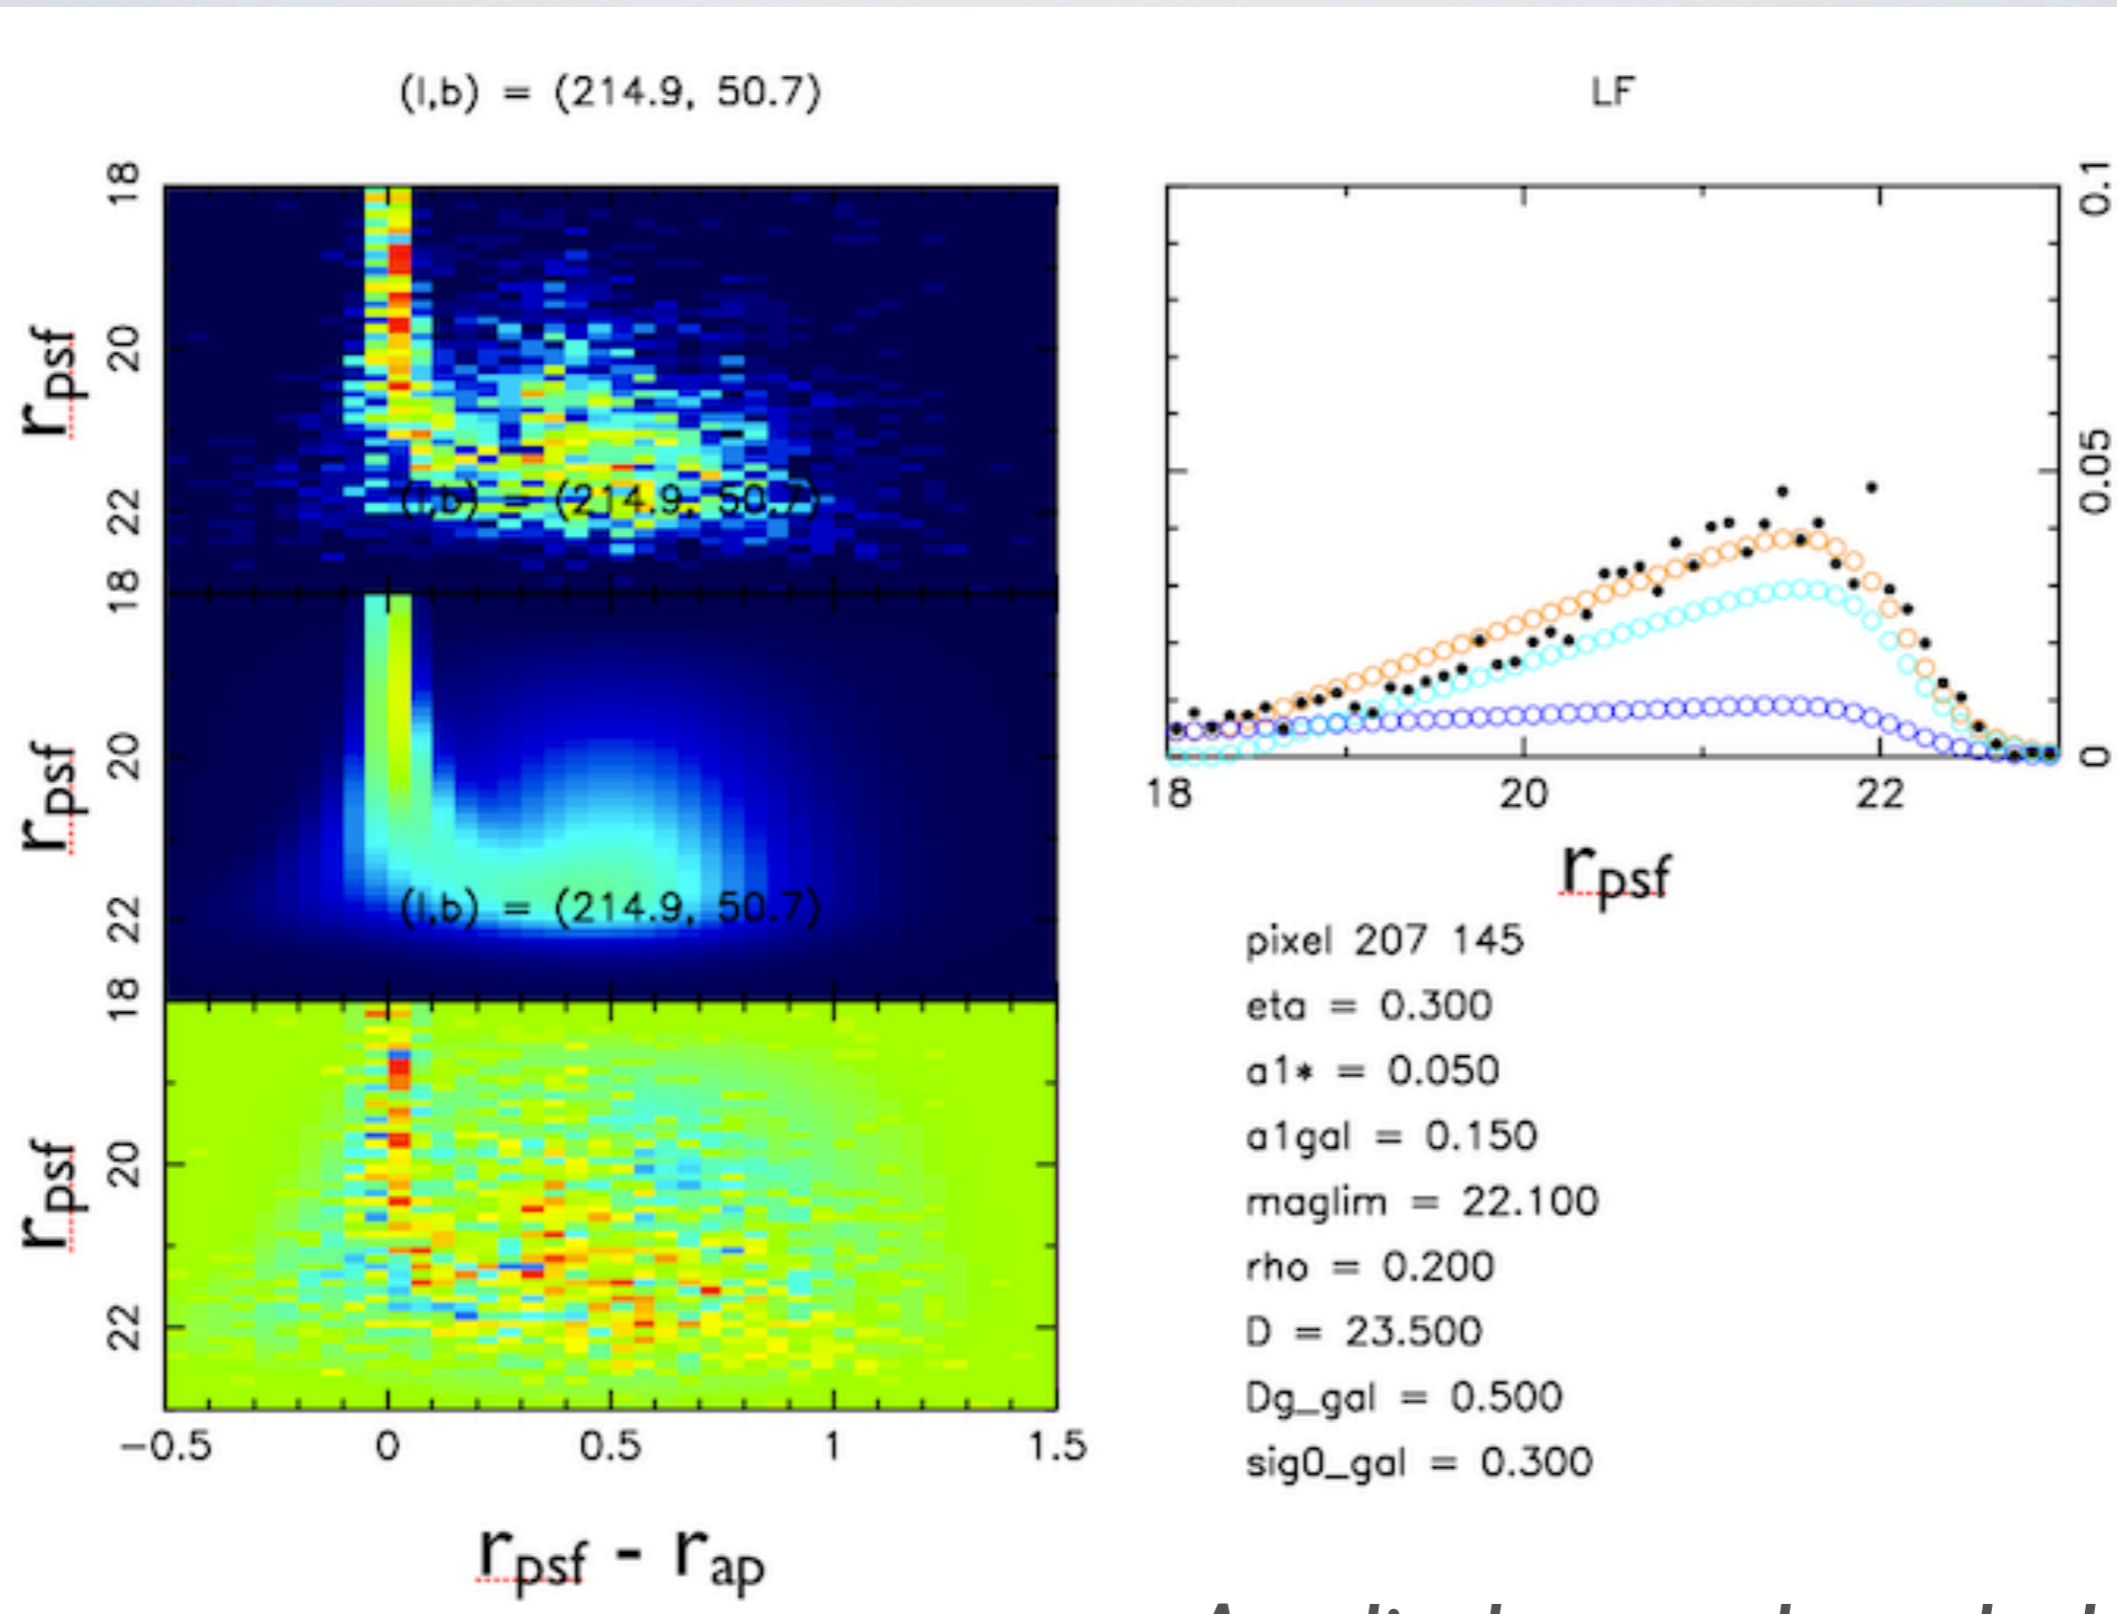 (l,b) = (214.9, 50.7)
18
20
22
r_psf
(l,b) = (214.9, 50.7)
18
20
22
r_psf
(l,b) = (214.9, 50.7)
18
20
22
r_psf
-0.5 0 0.5 1 1.5
r_psf - r_ap
LF
0.1
0.05
0
18 20 22
r_psf
pixel 207 145
eta = 0.300
a1* = 0.050
a1gal = 0.150
maglim = 22.100
rho = 0.200
D = 23.500
Dg_gal = 0.500
sig0_gal = 0.300